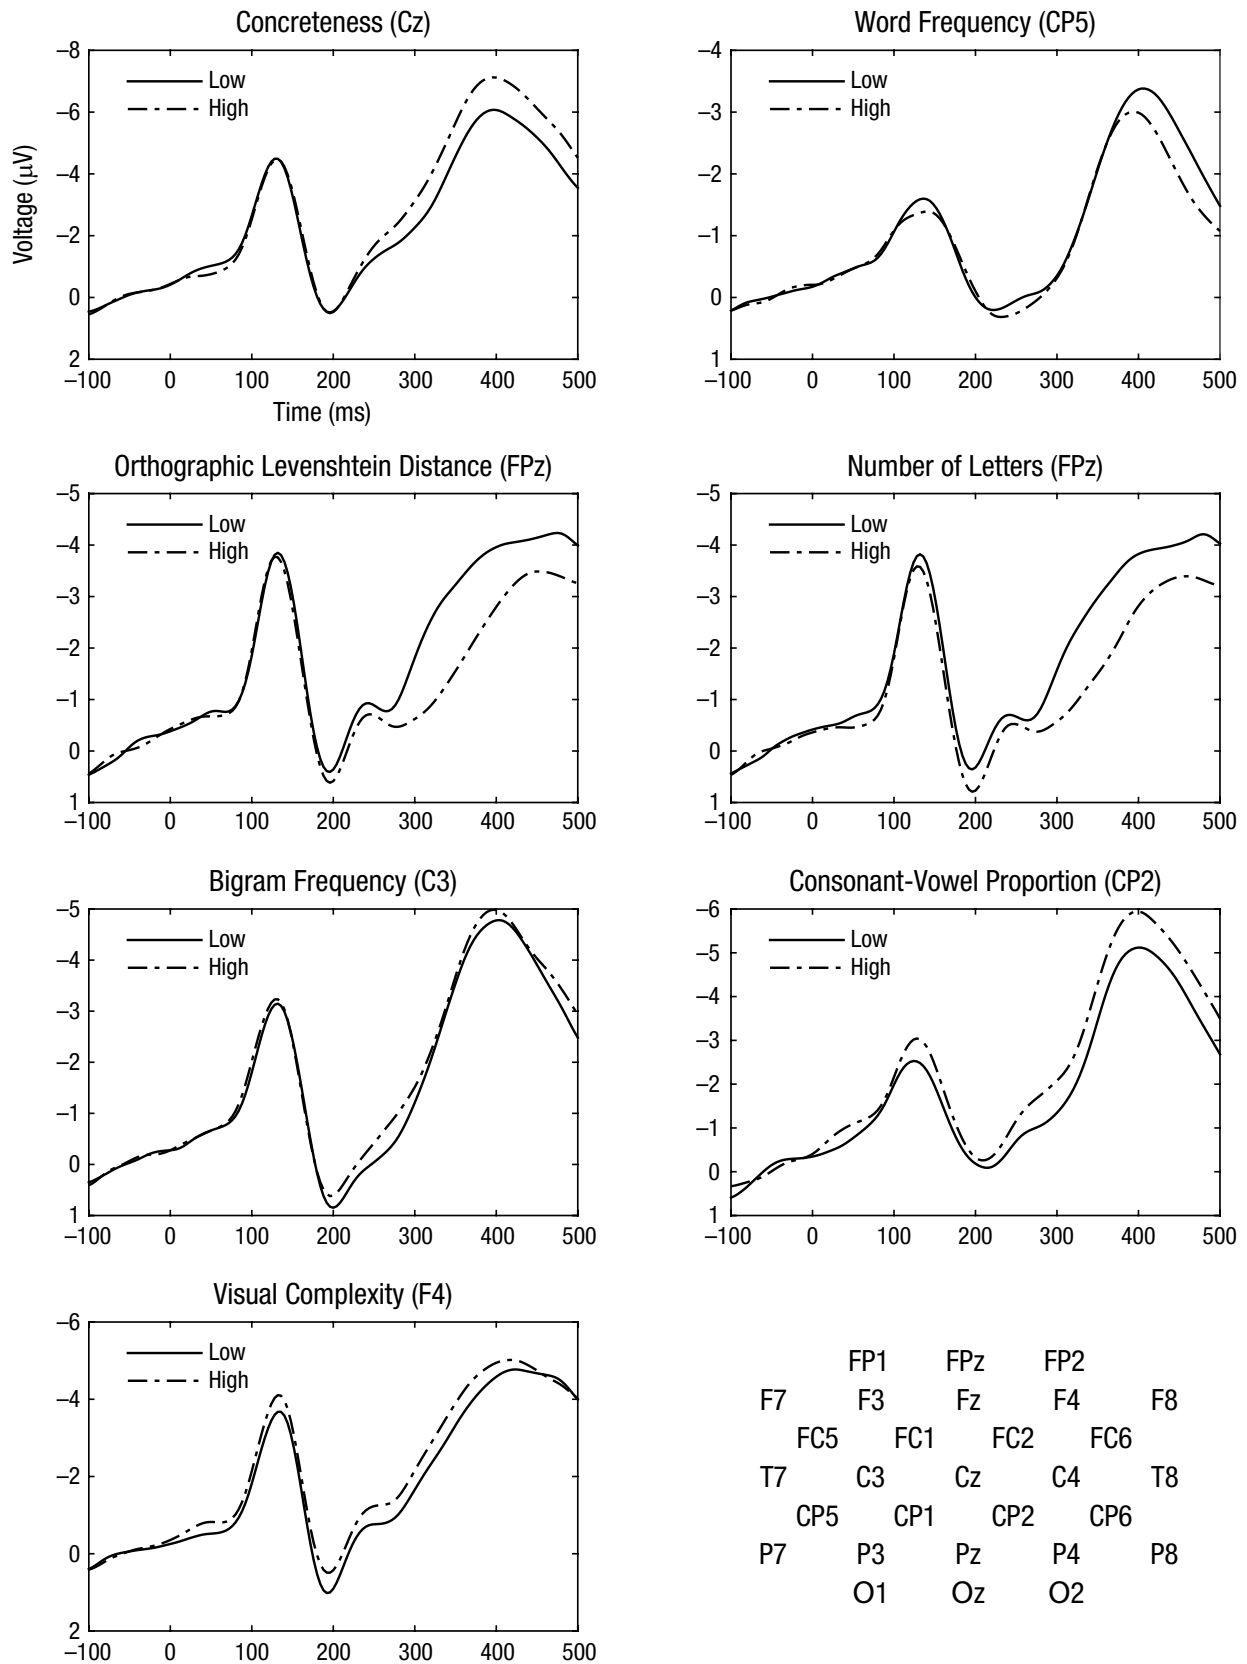 Concreteness (Cz)
–8
–6
–4
–2
0
2
Voltage (µV)
Low
High
–100 0 100 200 300 400 500
Time (ms)
Word Frequency (CP5)
–4
–3
–2
–1
0
1
Low
High
–100 0 100 200 300 400 500
Orthographic Levenshtein Distance (FPz)
–5
–4
–3
–2
–1
0
1
Low
High
–100 0 100 200 300 400 500
Number of Letters (FPz)
–5
–4
–3
–2
–1
0
1
Low
High
–100 0 100 200 300 400 500
Bigram Frequency (C3)
–5
–4
–3
–2
–1
0
1
Low
High
–100 0 100 200 300 400 500
Consonant-Vowel Proportion (CP2)
–6
–5
–4
–3
–2
–1
0
1
Low
High
–100 0 100 200 300 400 500
Visual Complexity (F4)
–6
–4
–2
0
2
Low
High
–100 0 100 200 300 400 500
FP1 FPz FP2
F7 F3 Fz F4 F8
FC5 FC1 FC2 FC6
T7 C3 Cz C4 T8
CP5 CP1 CP2 CP6
P7 P3 Pz P4 P8
O1 Oz O2